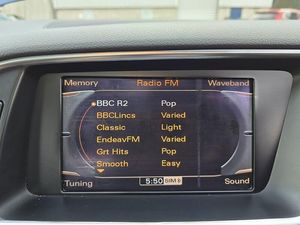 Memory Radio FM Waveband
BBC R2 Pop
BBCLincs Varied
Classic Light
EndeavFM Varied
Grt Hits Pop
Smooth Easy
Tuning 5:50 SIM Sound